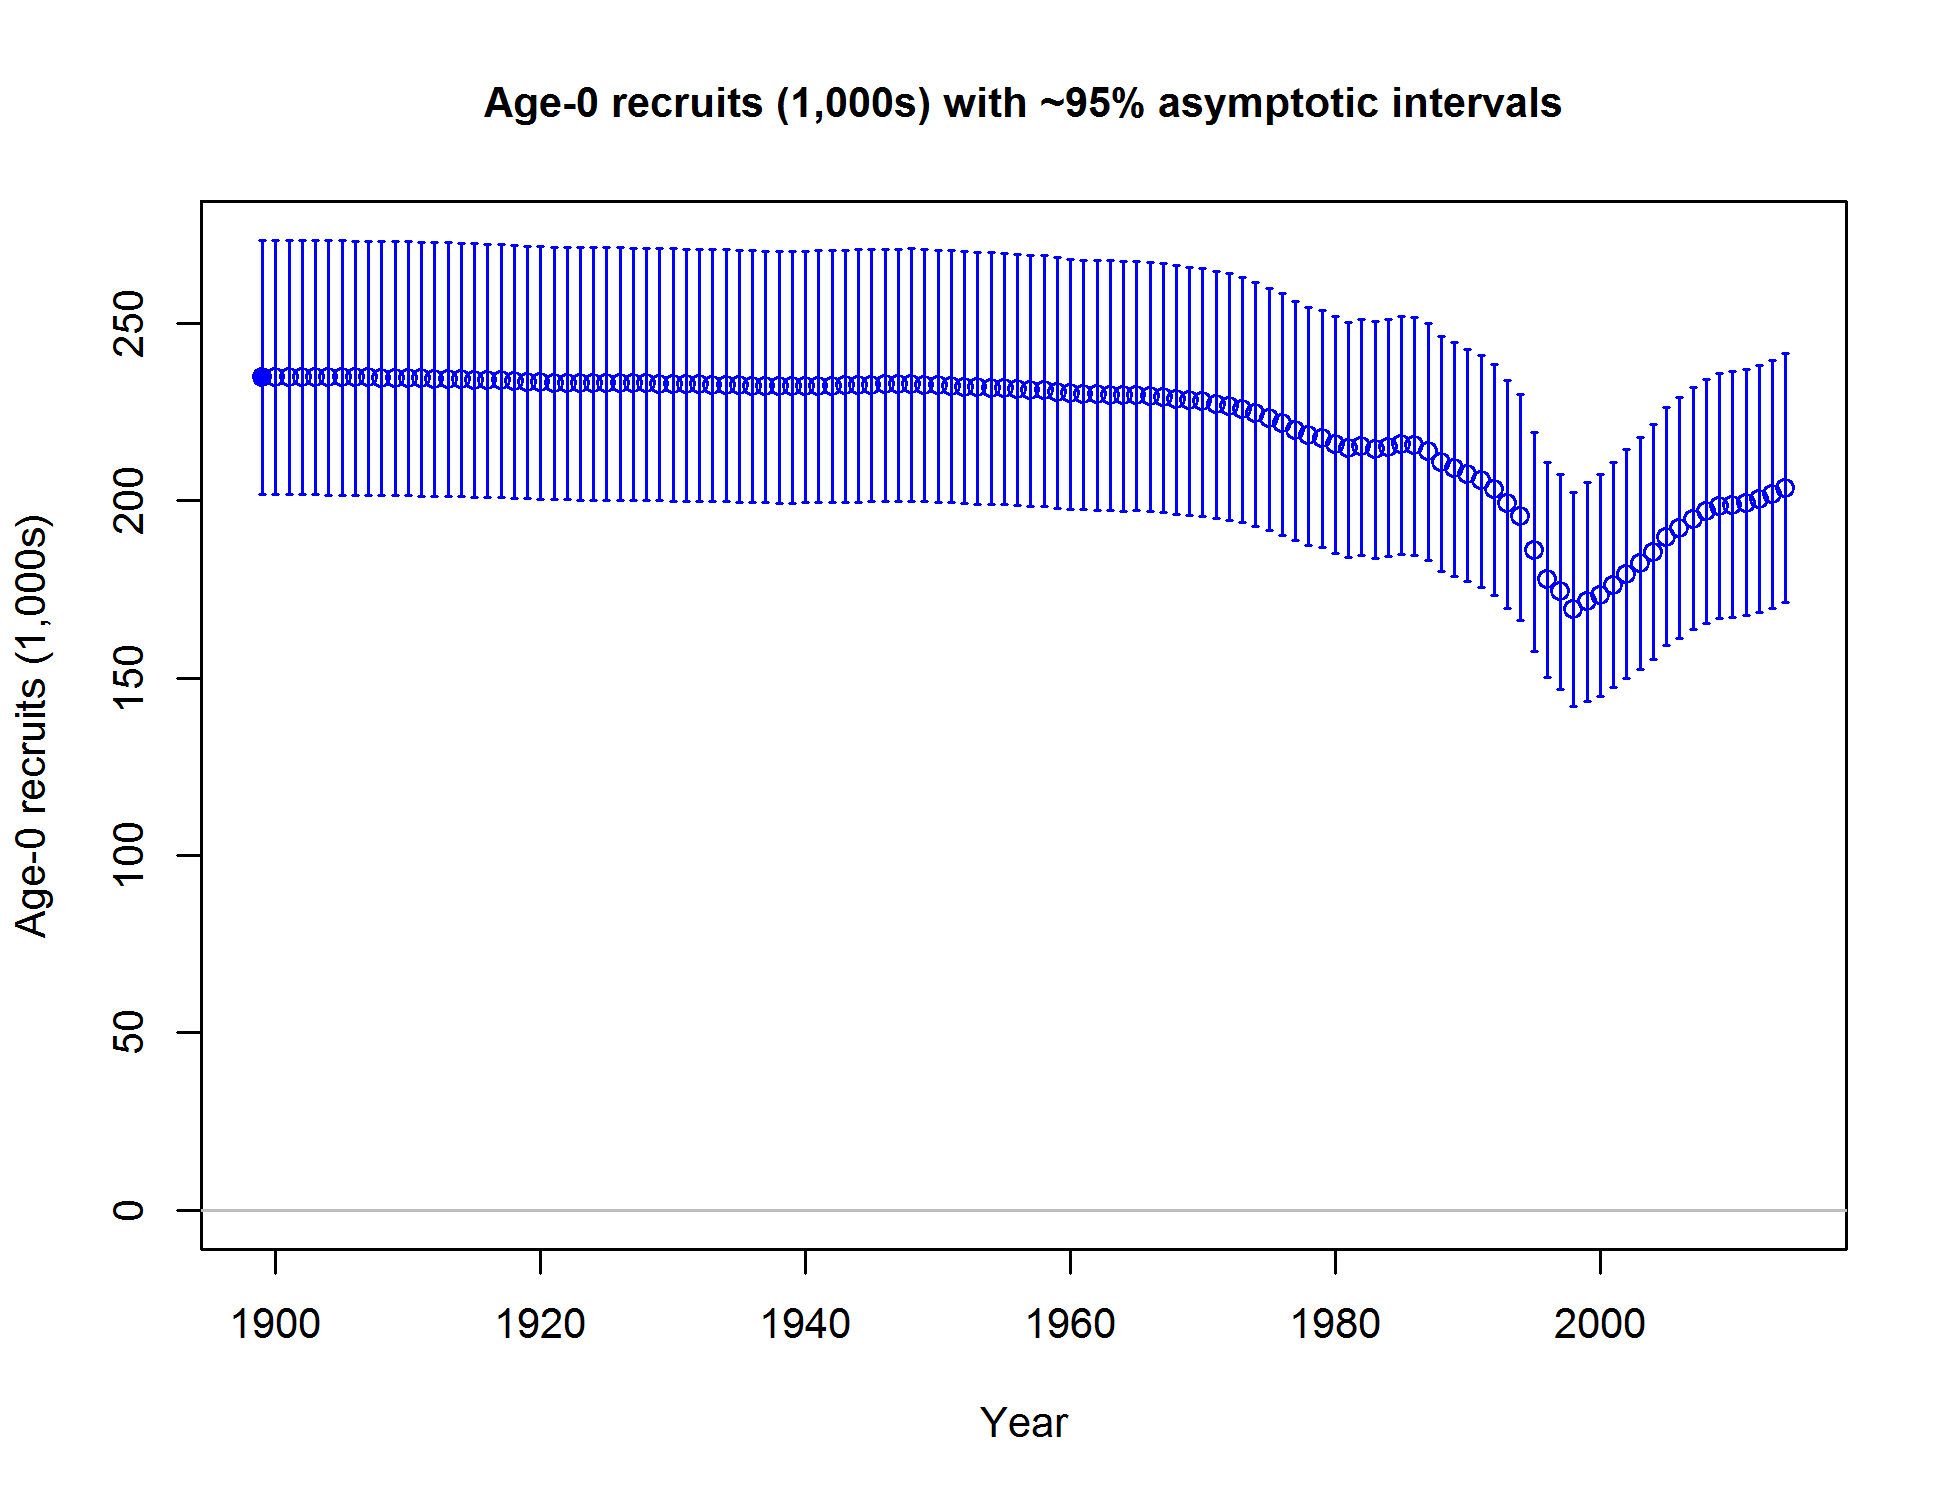 Age-0 recruits (1,000s) with ~95% asymptotic intervals
Age-0 recruits (1,000s)
250
200
150
100
50
0
1900 1920 1940 1960 1980 2000
Year